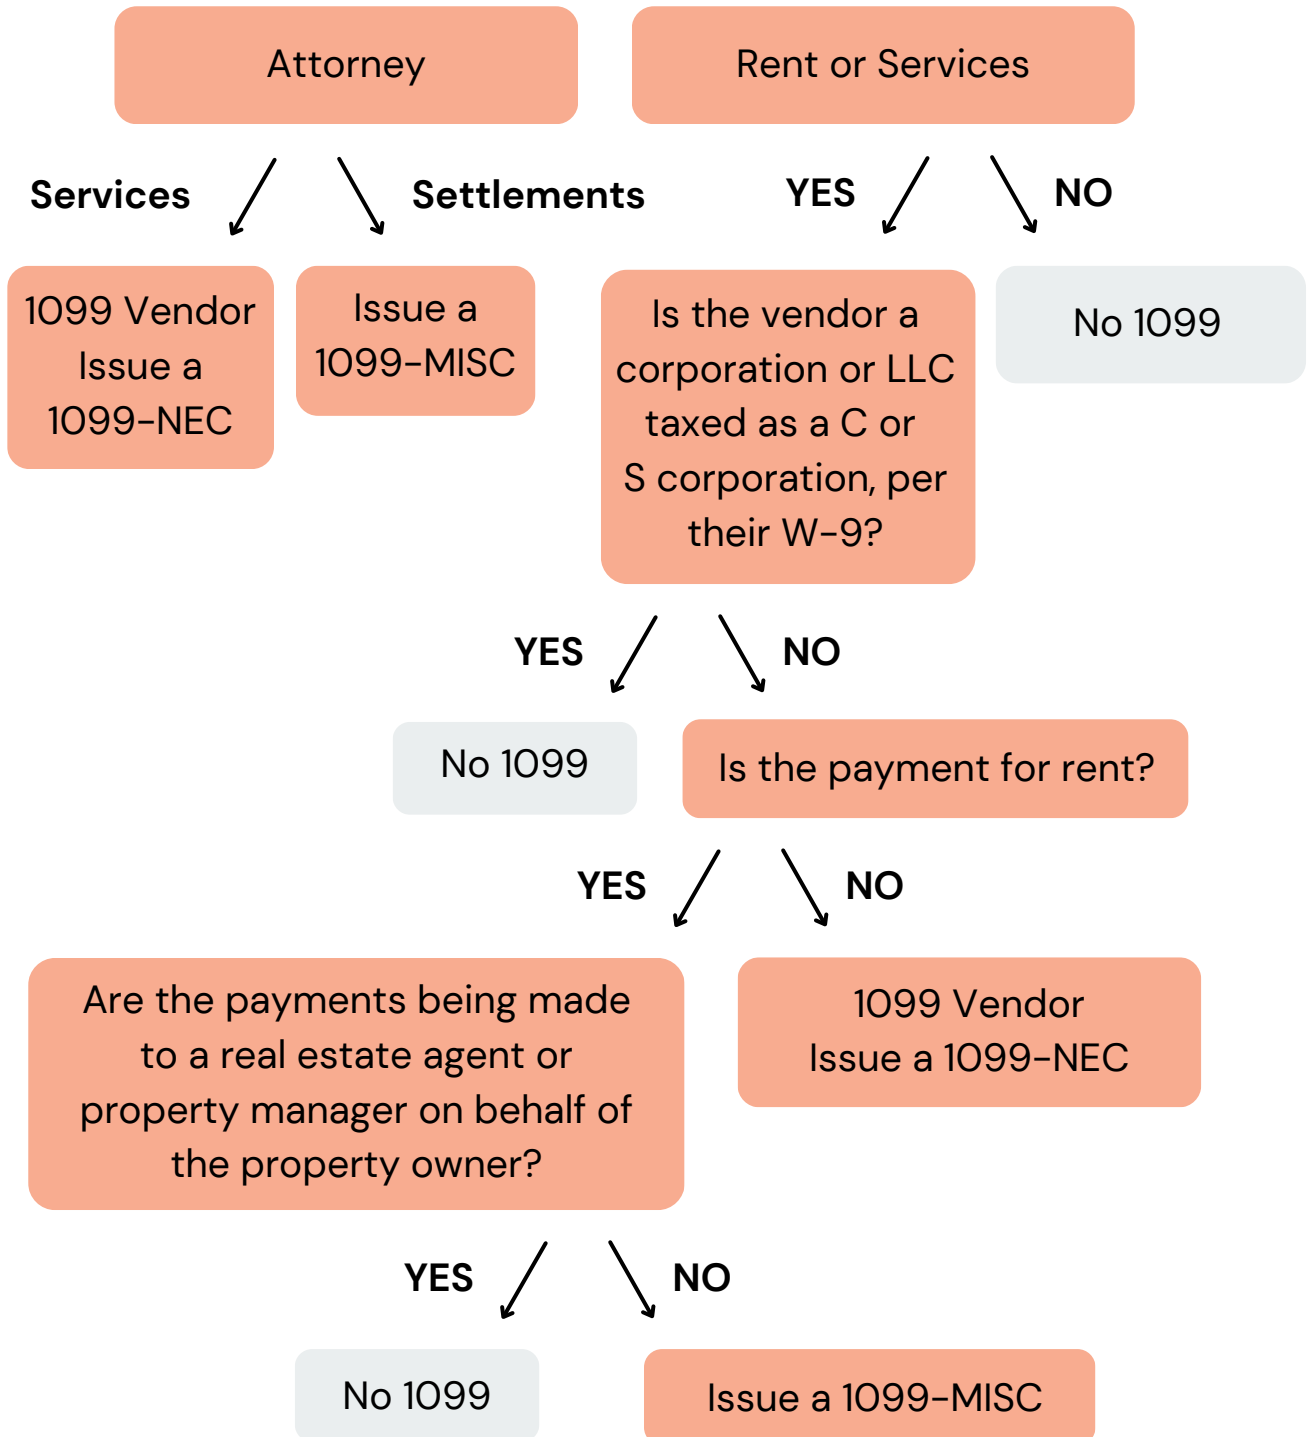 Attorney
Rent or Services
Services
Settlements
YES
NO
1099 Vendor
Issue a
1099-NEC
Issue a
1099-MISC
Is the vendor a
corporation or LLC
taxed as a C or
S corporation, per
their W-9?
No 1099
YES
NO
No 1099
Is the payment for rent?
YES
NO
Are the payments being made
to a real estate agent or
property manager on behalf of
the property owner?
1099 Vendor
Issue a 1099-NEC
YES
NO
No 1099
Issue a 1099-MISC